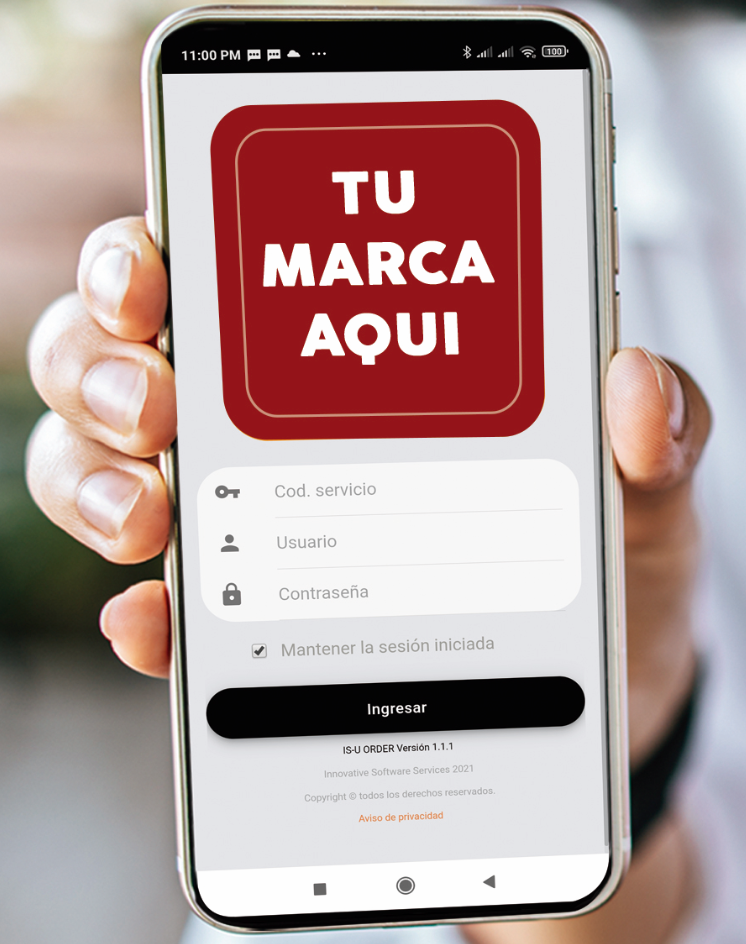 11:00 PM
100
TU
MARCA
AQUI
Cod. servicio
Usuario
Contraseña
Mantener la sesión iniciada
Ingresar
IS-U ORDER Versión 1.1.1
Innovative Software Services 2021
Copyright © todos los derechos reservados.
Aviso de privacidad